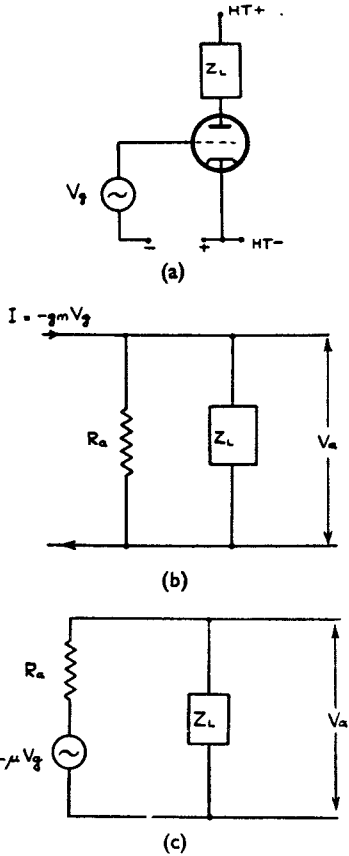 HT+
ZL
Vg
- +
HT-
(a)
I = -gmVg
Ra
ZL
Va
(b)
Ra
ZL
Va
-μVg
(c)